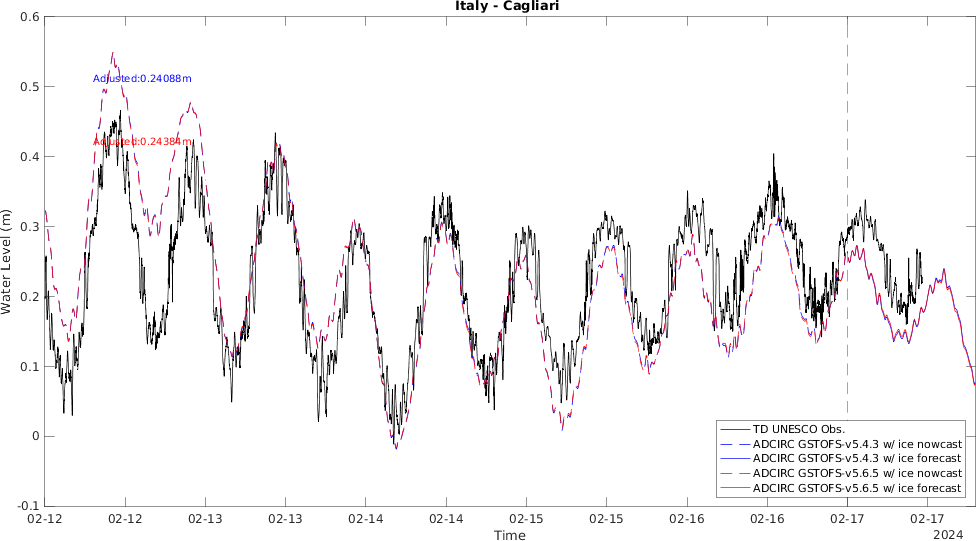 Italy - Cagliari
0.6
0.5
0.4
0.3
0.2
0.1
0
-0.1
Water Level (m)
Adjusted:0.24088m
Adjusted:0.24384m
TD UNESCO Obs.
ADCIRC GSTOFS-v5.4.3 w/ ice nowcast
ADCIRC GSTOFS-v5.4.3 w/ ice forecast
ADCIRC GSTOFS-v5.6.5 w/ ice nowcast
ADCIRC GSTOFS-v5.6.5 w/ ice forecast
02-12 02-12 02-13 02-13 02-14 02-14 02-15 02-15 02-16 02-16 02-17 02-17
Time
2024